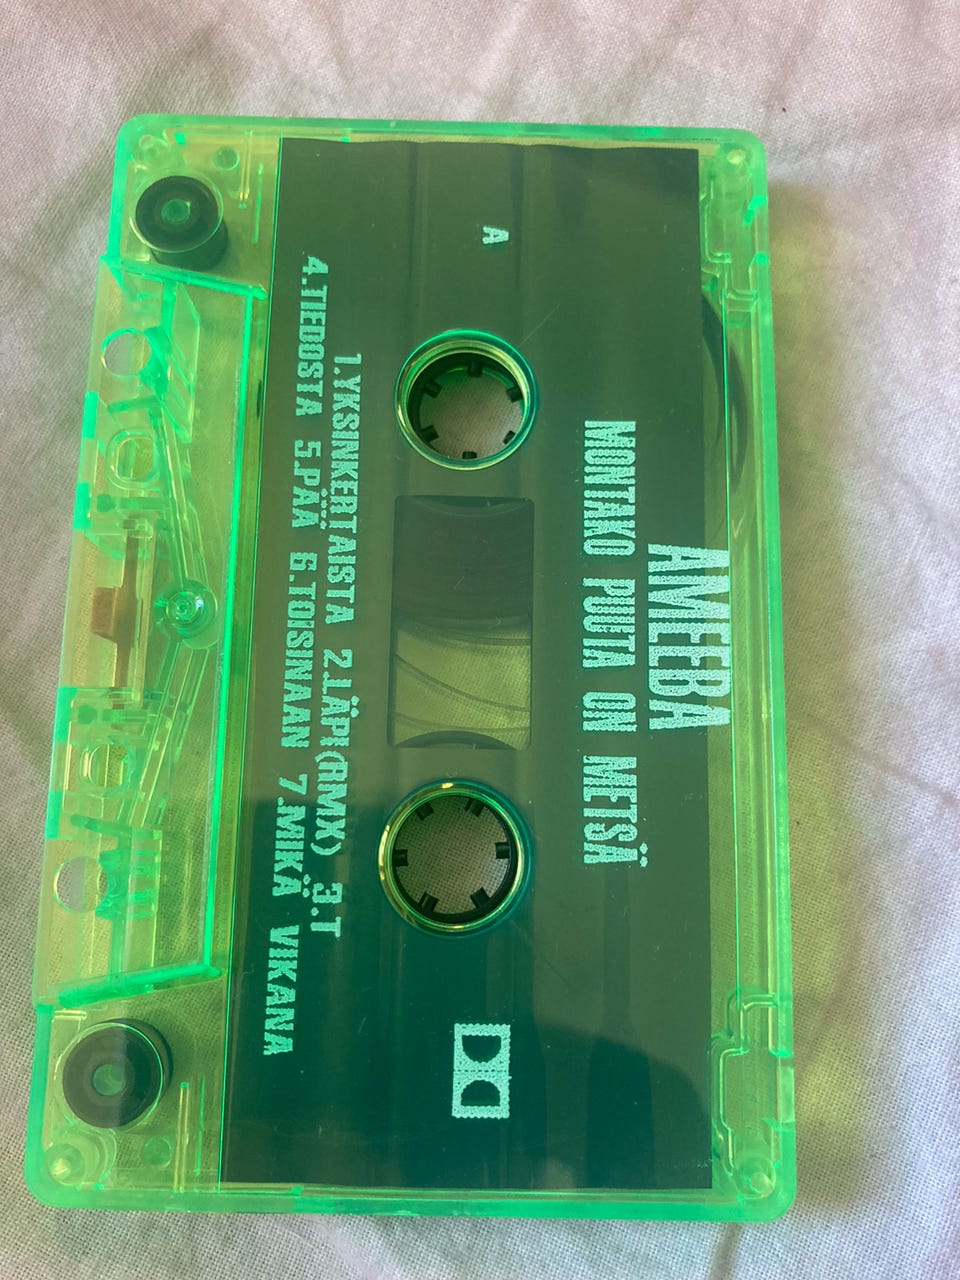 AMEEBA
MONTAKO PUUTA ON METSÄ
A
1.YKSINKERTAISTA 2.LÄPI(RMX) 3.T
4.TIEDOSTA 5.PÄÄ 6.TOISINAAN 7.MIKÄ VIKANA